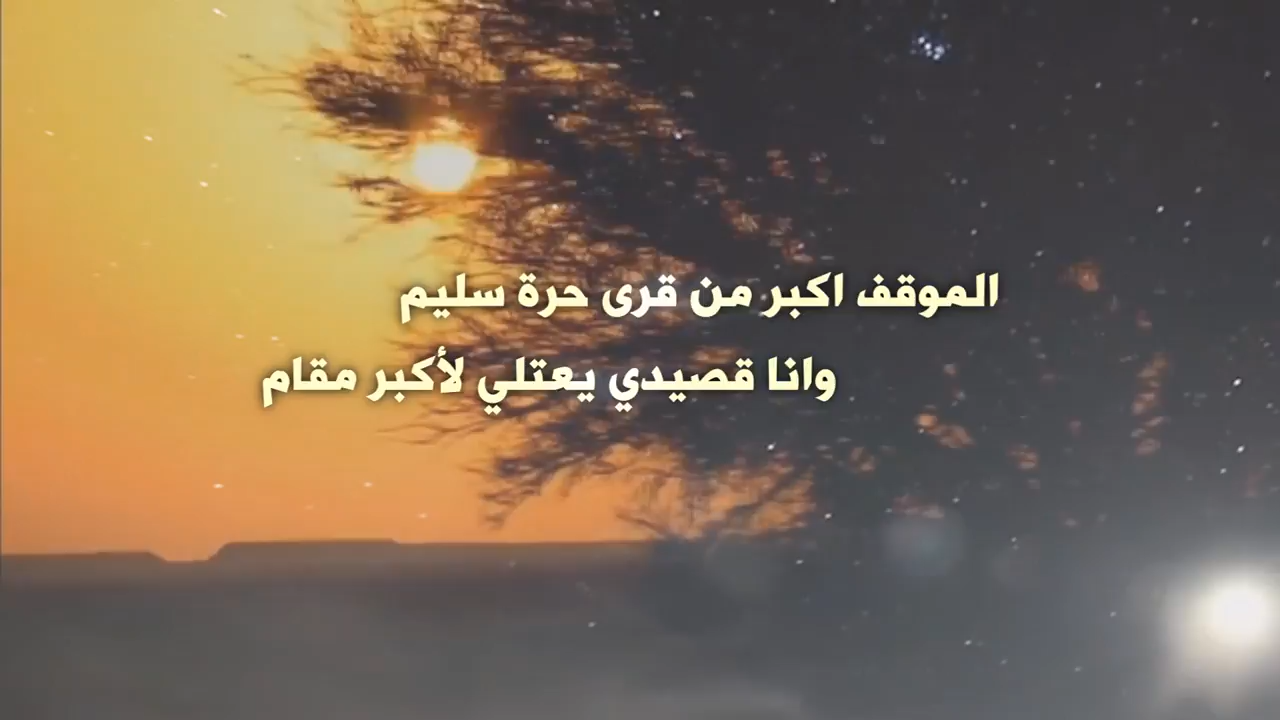 الموقف اكبر من قرى حرة سليم
وانا قصيدي يعتلي لأكبر مقام